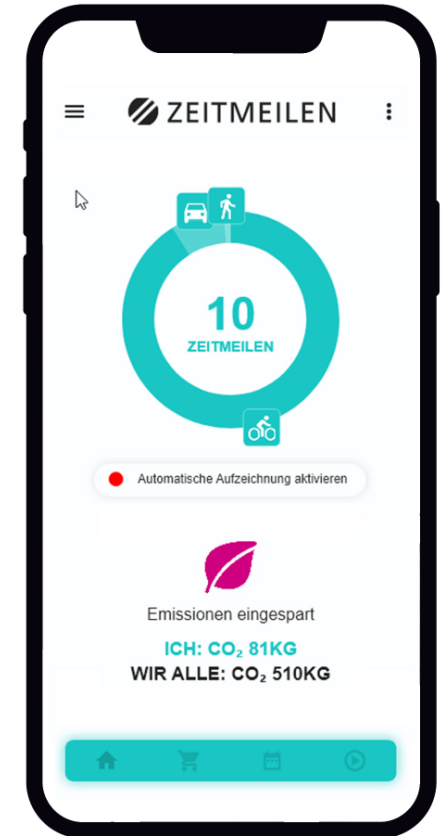 ZEITMEILEN
10
ZEITMEILEN
Automatische Aufzeichnung aktivieren
Emissionen eingespart
ICH: CO₂ 81KG
WIR ALLE: CO₂ 510KG